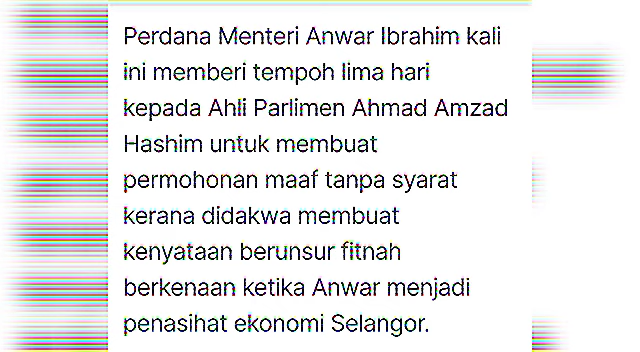 Perdana Menteri Anwar Ibrahim kali
ini memberi tempoh lima hari
kepada Ahli Parlimen Ahmad Amzad
Hashim untuk membuat
permohonan maaf tanpa syarat
kerana didakwa membuat
kenyataan berunsur fitnah
berkenaan ketika Anwar menjadi
penasihat ekonomi Selangor.